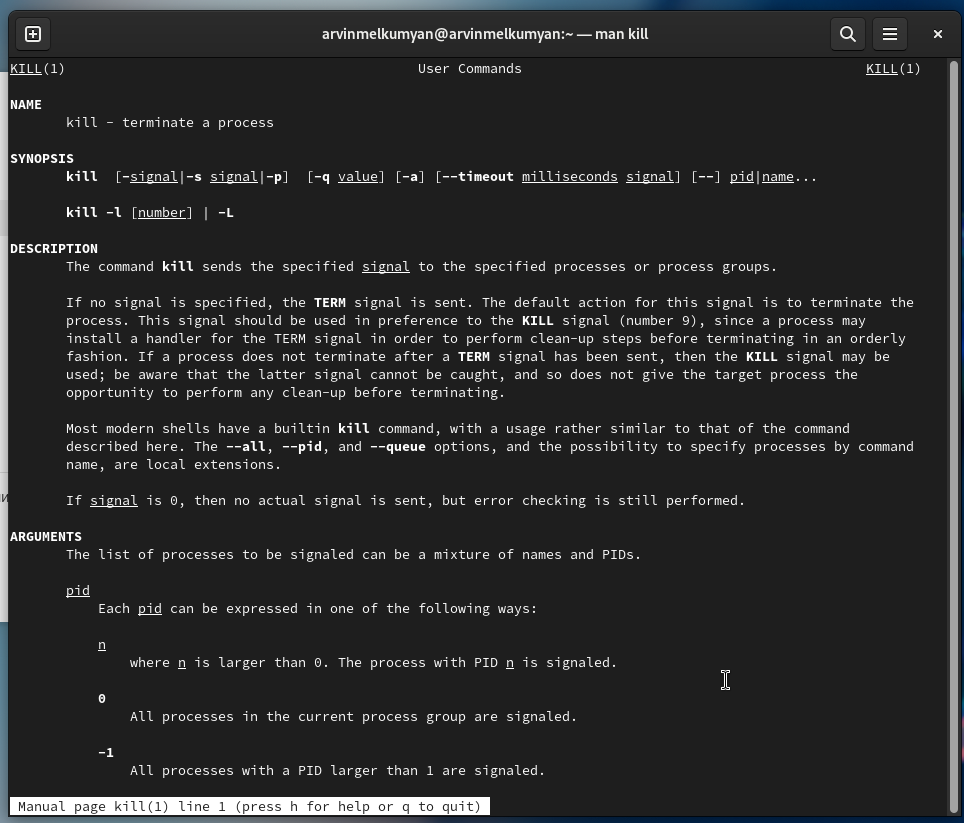 arvinmelkumyan@arvinmelkumyan:~ — man kill
KILL(1) User Commands KILL(1)
NAME
kill - terminate a process
SYNOPSIS
kill [-signal|-s signal|-p] [-q value] [-a] [--timeout milliseconds signal] [--] pid|name...
kill -l [number] | -L
DESCRIPTION
The command kill sends the specified signal to the specified processes or process groups.
If no signal is specified, the TERM signal is sent. The default action for this signal is to terminate the
process. This signal should be used in preference to the KILL signal (number 9), since a process may
install a handler for the TERM signal in order to perform clean-up steps before terminating in an orderly
fashion. If a process does not terminate after a TERM signal has been sent, then the KILL signal may be
used; be aware that the latter signal cannot be caught, and so does not give the target process the
opportunity to perform any clean-up before terminating.
Most modern shells have a builtin kill command, with a usage rather similar to that of the command
described here. The --all, --pid, and --queue options, and the possibility to specify processes by command
name, are local extensions.
If signal is 0, then no actual signal is sent, but error checking is still performed.
ARGUMENTS
The list of processes to be signaled can be a mixture of names and PIDs.
pid
Each pid can be expressed in one of the following ways:
n
where n is larger than 0. The process with PID n is signaled.
0
All processes in the current process group are signaled.
-1
All processes with a PID larger than 1 are signaled.
Manual page kill(1) line 1 (press h for help or q to quit)